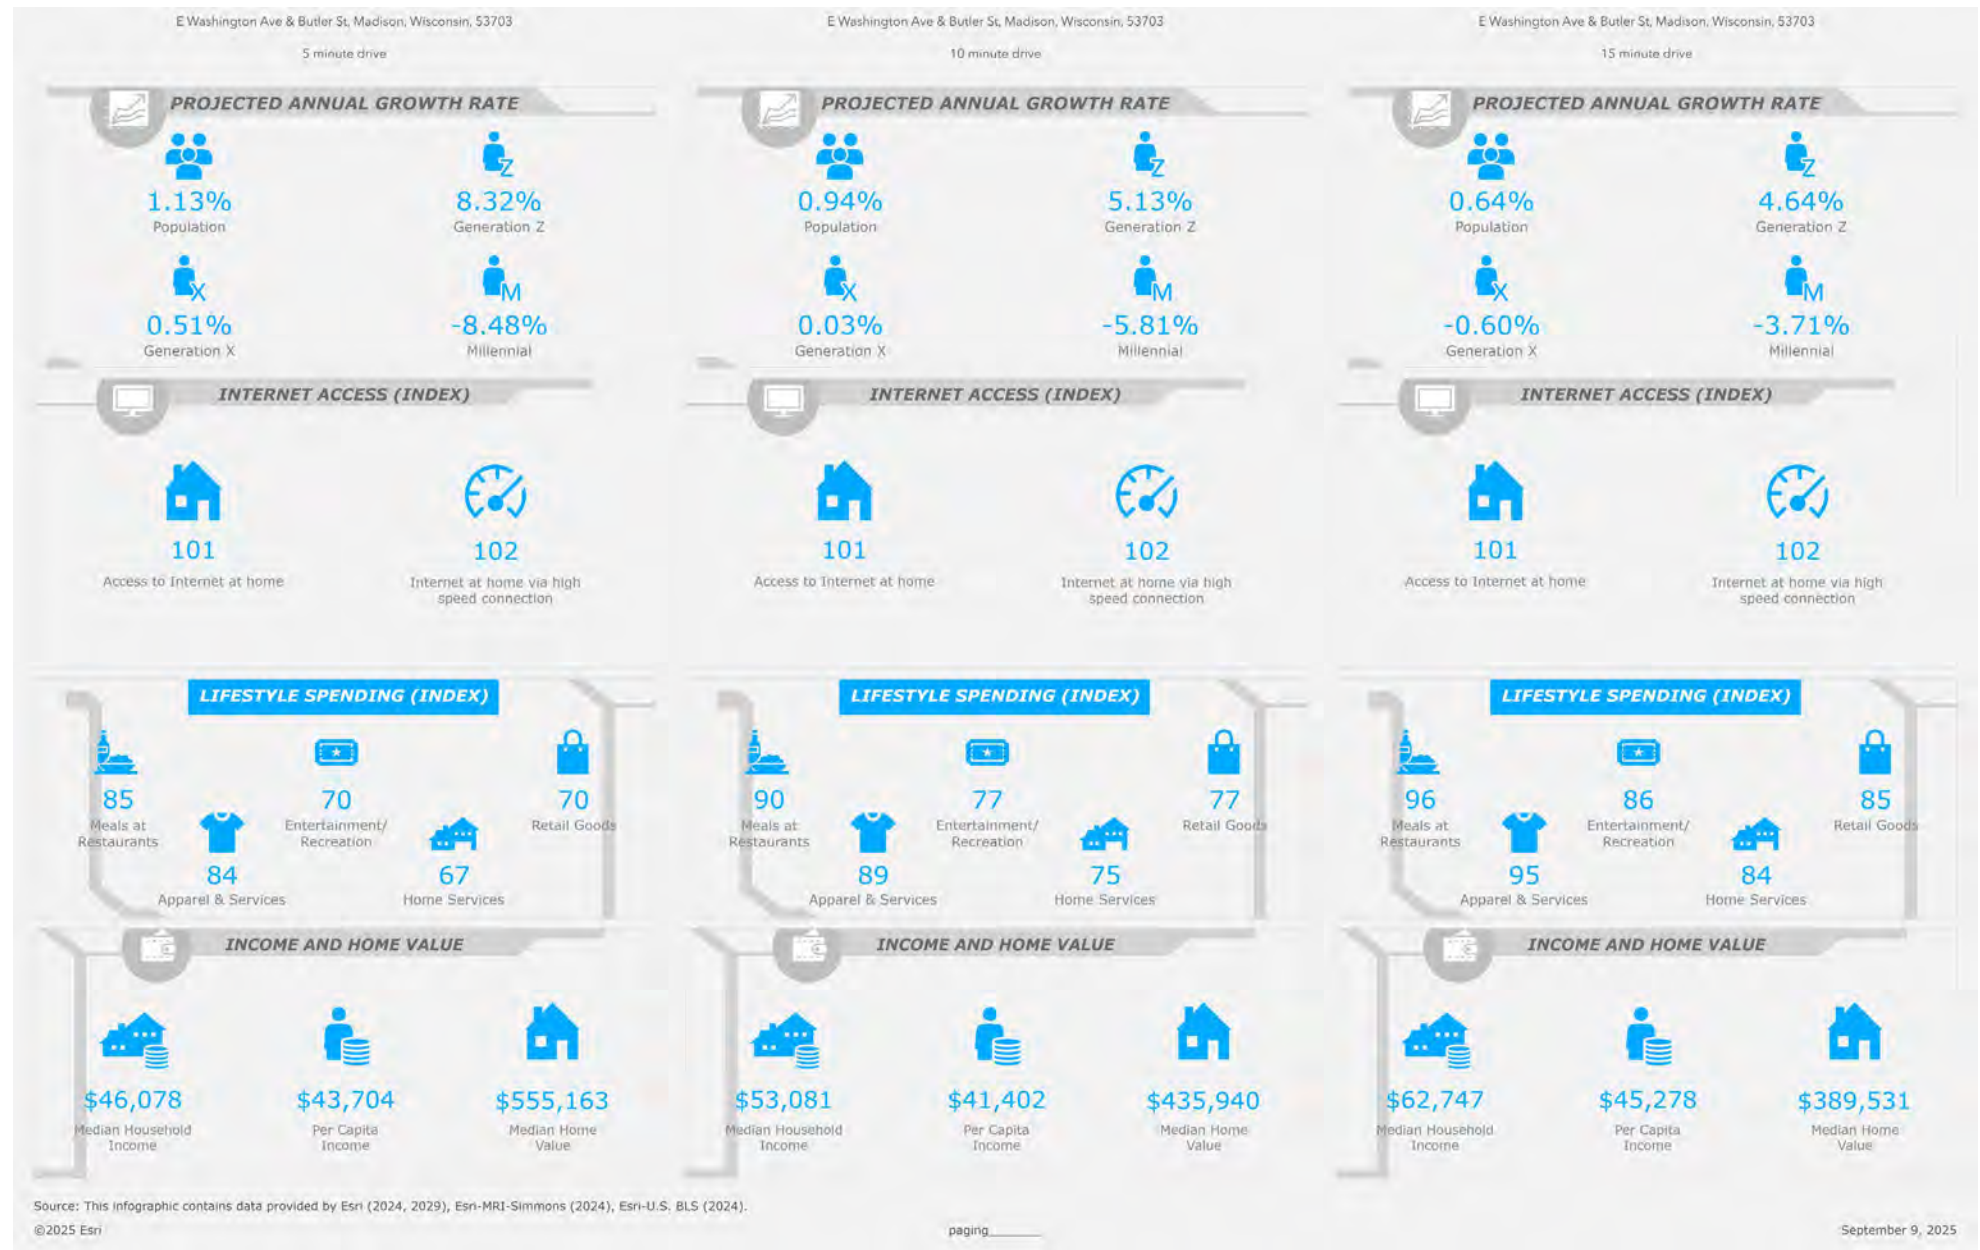 E Washington Ave & Butler St, Madison, Wisconsin, 53703
5 minute drive
PROJECTED ANNUAL GROWTH RATE
Z
1.13%
8.32%
Population
Generation Z
X
M
0.51%
-8.48%
Generation X
Millennial
INTERNET ACCESS (INDEX)
101
102
Access to Internet at home
Internet at home via high
speed connection
LIFESTYLE SPENDING (INDEX)
85
70
70
Meals at
Restaurants
Entertainment/
Recreation
Retail Goods
84
67
Apparel & Services
Home Services
INCOME AND HOME VALUE
$46,078
$43,704
$555,163
Median Household
Income
Per Capita
Income
Median Home
Value
E Washington Ave & Butler St, Madison, Wisconsin, 53703
10 minute drive
PROJECTED ANNUAL GROWTH RATE
Z
0.94%
5.13%
Population
Generation Z
X
M
0.03%
-5.81%
Generation X
Millennial
INTERNET ACCESS (INDEX)
101
102
Access to Internet at home
Internet at home via high
speed connection
LIFESTYLE SPENDING (INDEX)
90
77
77
Meals at
Restaurants
Entertainment/
Recreation
Retail Goods
89
75
Apparel & Services
Home Services
INCOME AND HOME VALUE
$53,081
$41,402
$435,940
Median Household
Income
Per Capita
Income
Median Home
Value
E Washington Ave & Butler St, Madison, Wisconsin, 53703
15 minute drive
PROJECTED ANNUAL GROWTH RATE
Z
0.64%
4.64%
Population
Generation Z
X
M
-0.60%
-3.71%
Generation X
Millennial
INTERNET ACCESS (INDEX)
101
102
Access to Internet at home
Internet at home via high
speed connection
LIFESTYLE SPENDING (INDEX)
96
86
85
Meals at
Restaurants
Entertainment/
Recreation
Retail Goods
95
84
Apparel & Services
Home Services
INCOME AND HOME VALUE
$62,747
$45,278
$389,531
Median Household
Income
Per Capita
Income
Median Home
Value
Source: This infographic contains data provided by Esri (2024, 2029), Esri-MRI-Simmons (2024), Esri-U.S. BLS (2024).
©2025 Esri
paging_______
September 9, 2025